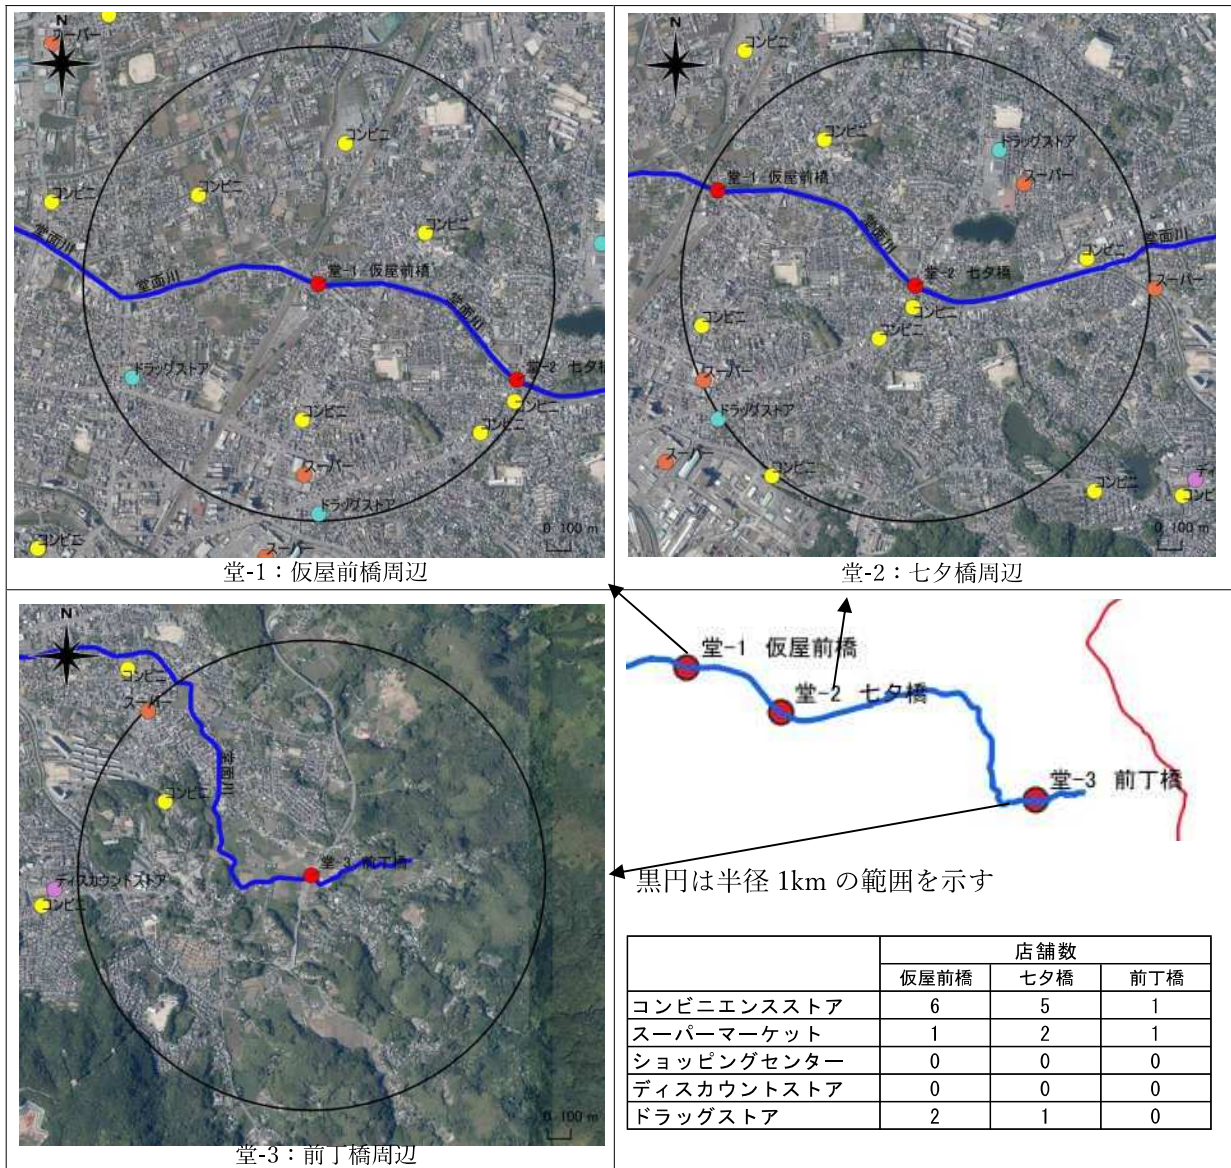 N
スーパー
コンビニ
コンビニ
コンビニ
コンビニ
堂面川
堂面川
堂-1 仮屋前橋
堂面川
ドラッグストア
堂-2 七夕橋
コンビニ
コンビニ
コンビニ
スーパー
ドラッグストア
コンビニ
スーパー
0 100 m
堂-1：仮屋前橋周辺
N
コンビニ
コンビニ
ドラッグストア
堂-1 仮屋前橋
スーパー
堂面川
堂面川
コンビニ
堂-2 七夕橋
スーパー
コンビニ
コンビニ
コンビニ
スーパー
ドラッグストア
スーパー
コンビニ
コンビニ
ディ
コンビ
0 100 m
堂-2：七夕橋周辺
N
コンビニ
スーパー
堂面川
コンビニ
堂-3 前丁橋
ディスカウントストア
コンビニ
0 100 m
堂-3：前丁橋周辺
堂-1 仮屋前橋
堂-2 七夕橋
堂-3 前丁橋
黒円は半径 1km の範囲を示す
店舗数
仮屋前橋 七夕橋 前丁橋
コンビニエンスストア 6 5 1
スーパーマーケット 1 2 1
ショッピングセンター 0 0 0
ディスカウントストア 0 0 0
ドラッグストア 2 1 0